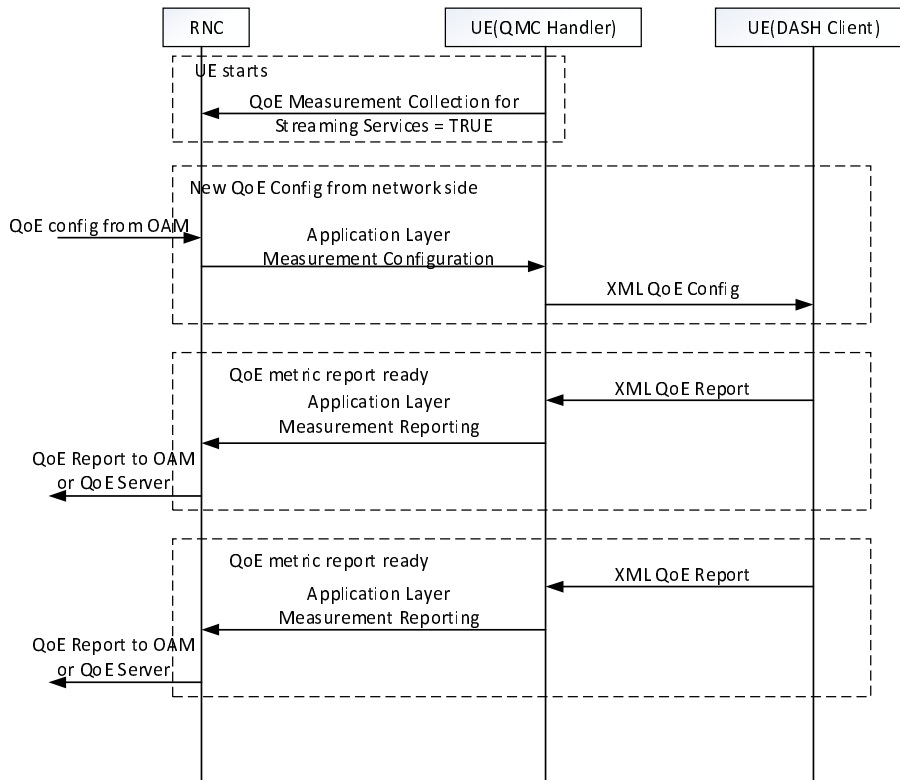 RNC
UE(QMC Handler)
UE(DASH Client)
UE starts
QoE Measurement Collection for
Streaming Services = TRUE
New QoE Config from network side
QoE config from OAM
Application Layer
Measurement Configuration
XML QoE Config
QoE metric report ready
XML QoE Report
Application Layer
Measurement Reporting
QoE Report to OAM
or QoE Server
QoE metric report ready
XML QoE Report
Application Layer
Measurement Reporting
QoE Report to OAM
or QoE Server